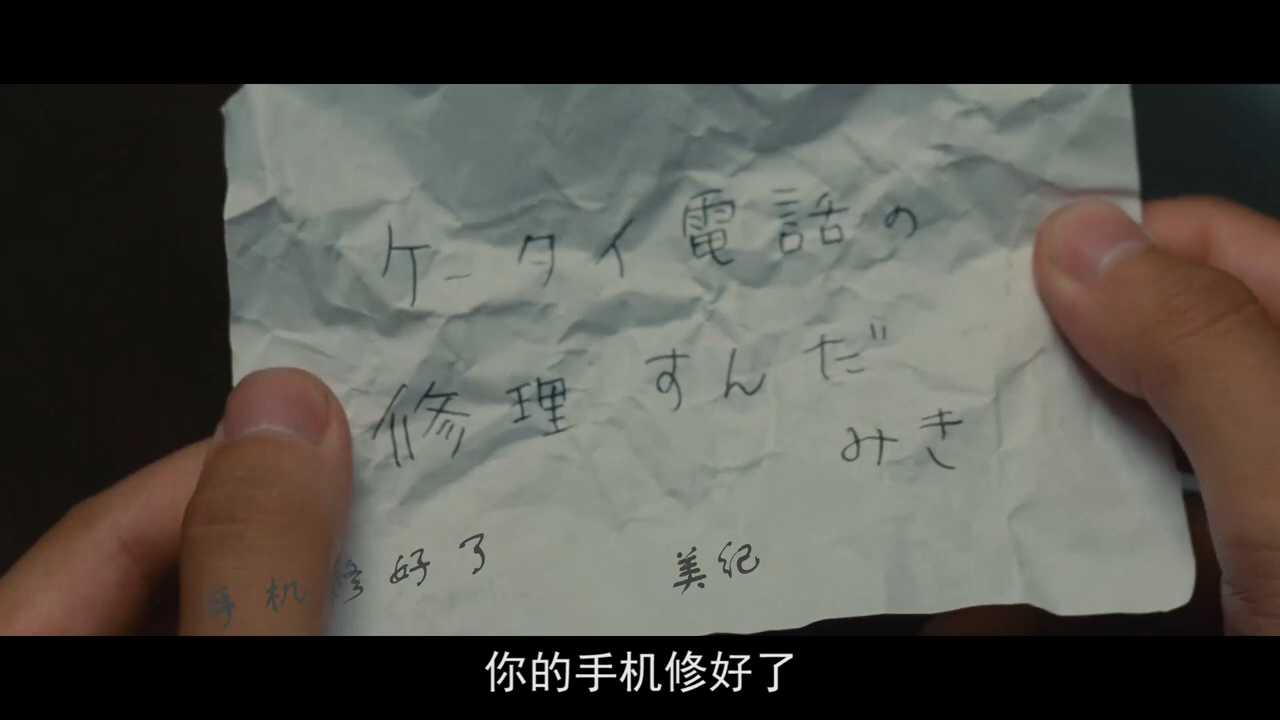 ケータイ電話の
修理すんだ
みき
手机修好了 美纪
你的手机修好了